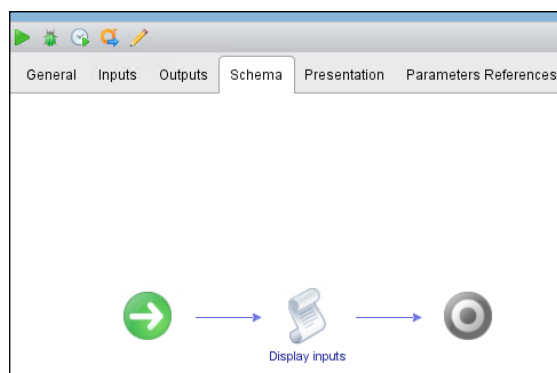 General Inputs Outputs Schema Presentation Parameters References
Display inputs